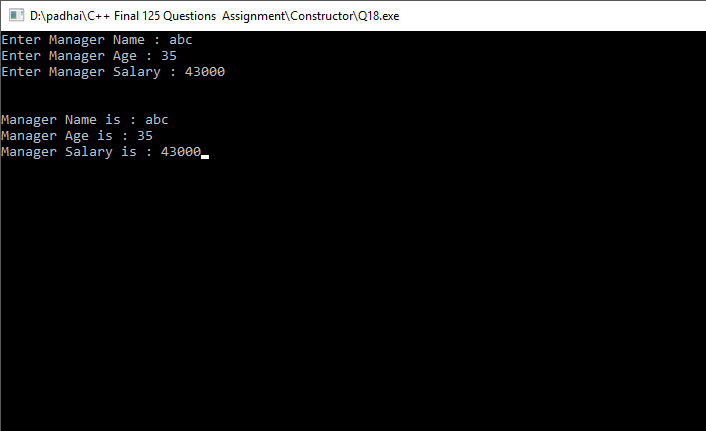 D:\padhai\C++ Final 125 Questions  Assignment\Constructor\Q18.exe
Enter Manager Name : abc
Enter Manager Age : 35
Enter Manager Salary : 43000
Manager Name is : abc
Manager Age is : 35
Manager Salary is : 43000